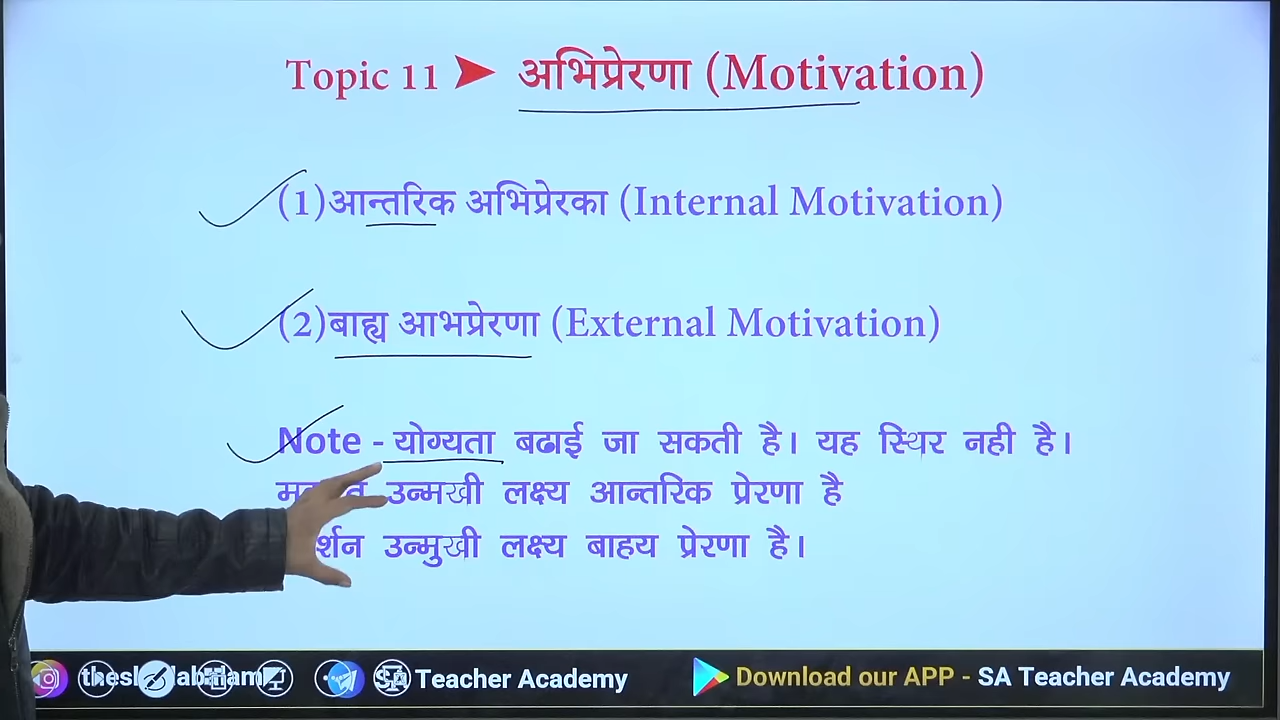 Topic 11 ➤ अभिप्रेरणा (Motivation)
(1)आन्तरिक अभिप्रेरका (Internal Motivation)
(2)बाह्य आभप्रेरणा (External Motivation)
Note - योग्यता बढाई जा सकती है। यह स्थिर नही है।
उन्मखी लक्ष्य आन्तरिक प्रेरणा है
उन्मुखी लक्ष्य बाहय प्रेरणा है।
SA Teacher Academy
Download our APP - SA Teacher Academy